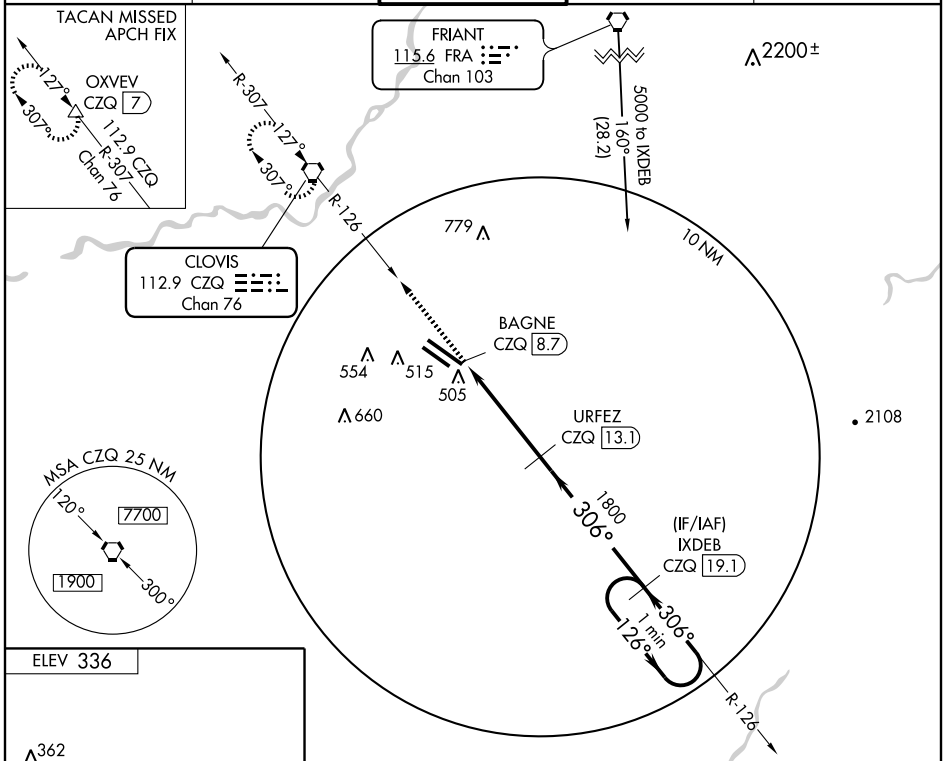 TACAN MISSED
APCH FIX
OXVEV
CZQ 7
127°
307°
112.9 CZQ
R-307
Chan 76
R-307
127°
307°
R-126
FRIANT
115.6 FRA
Chan 103
2200±
5000 to IXDEB
160°
(28.2)
CLOVIS
112.9 CZQ
Chan 76
779
10 NM
BAGNE
CZQ 8.7
554
515
505
660
URFEZ
CZQ 13.1
2108
MSA CZQ 25 NM
120°
7700
1900
300°
1800
306°
(IF/IAF)
IXDEB
CZQ 19.1
306°
1 min
126°
R-126
ELEV 336
362